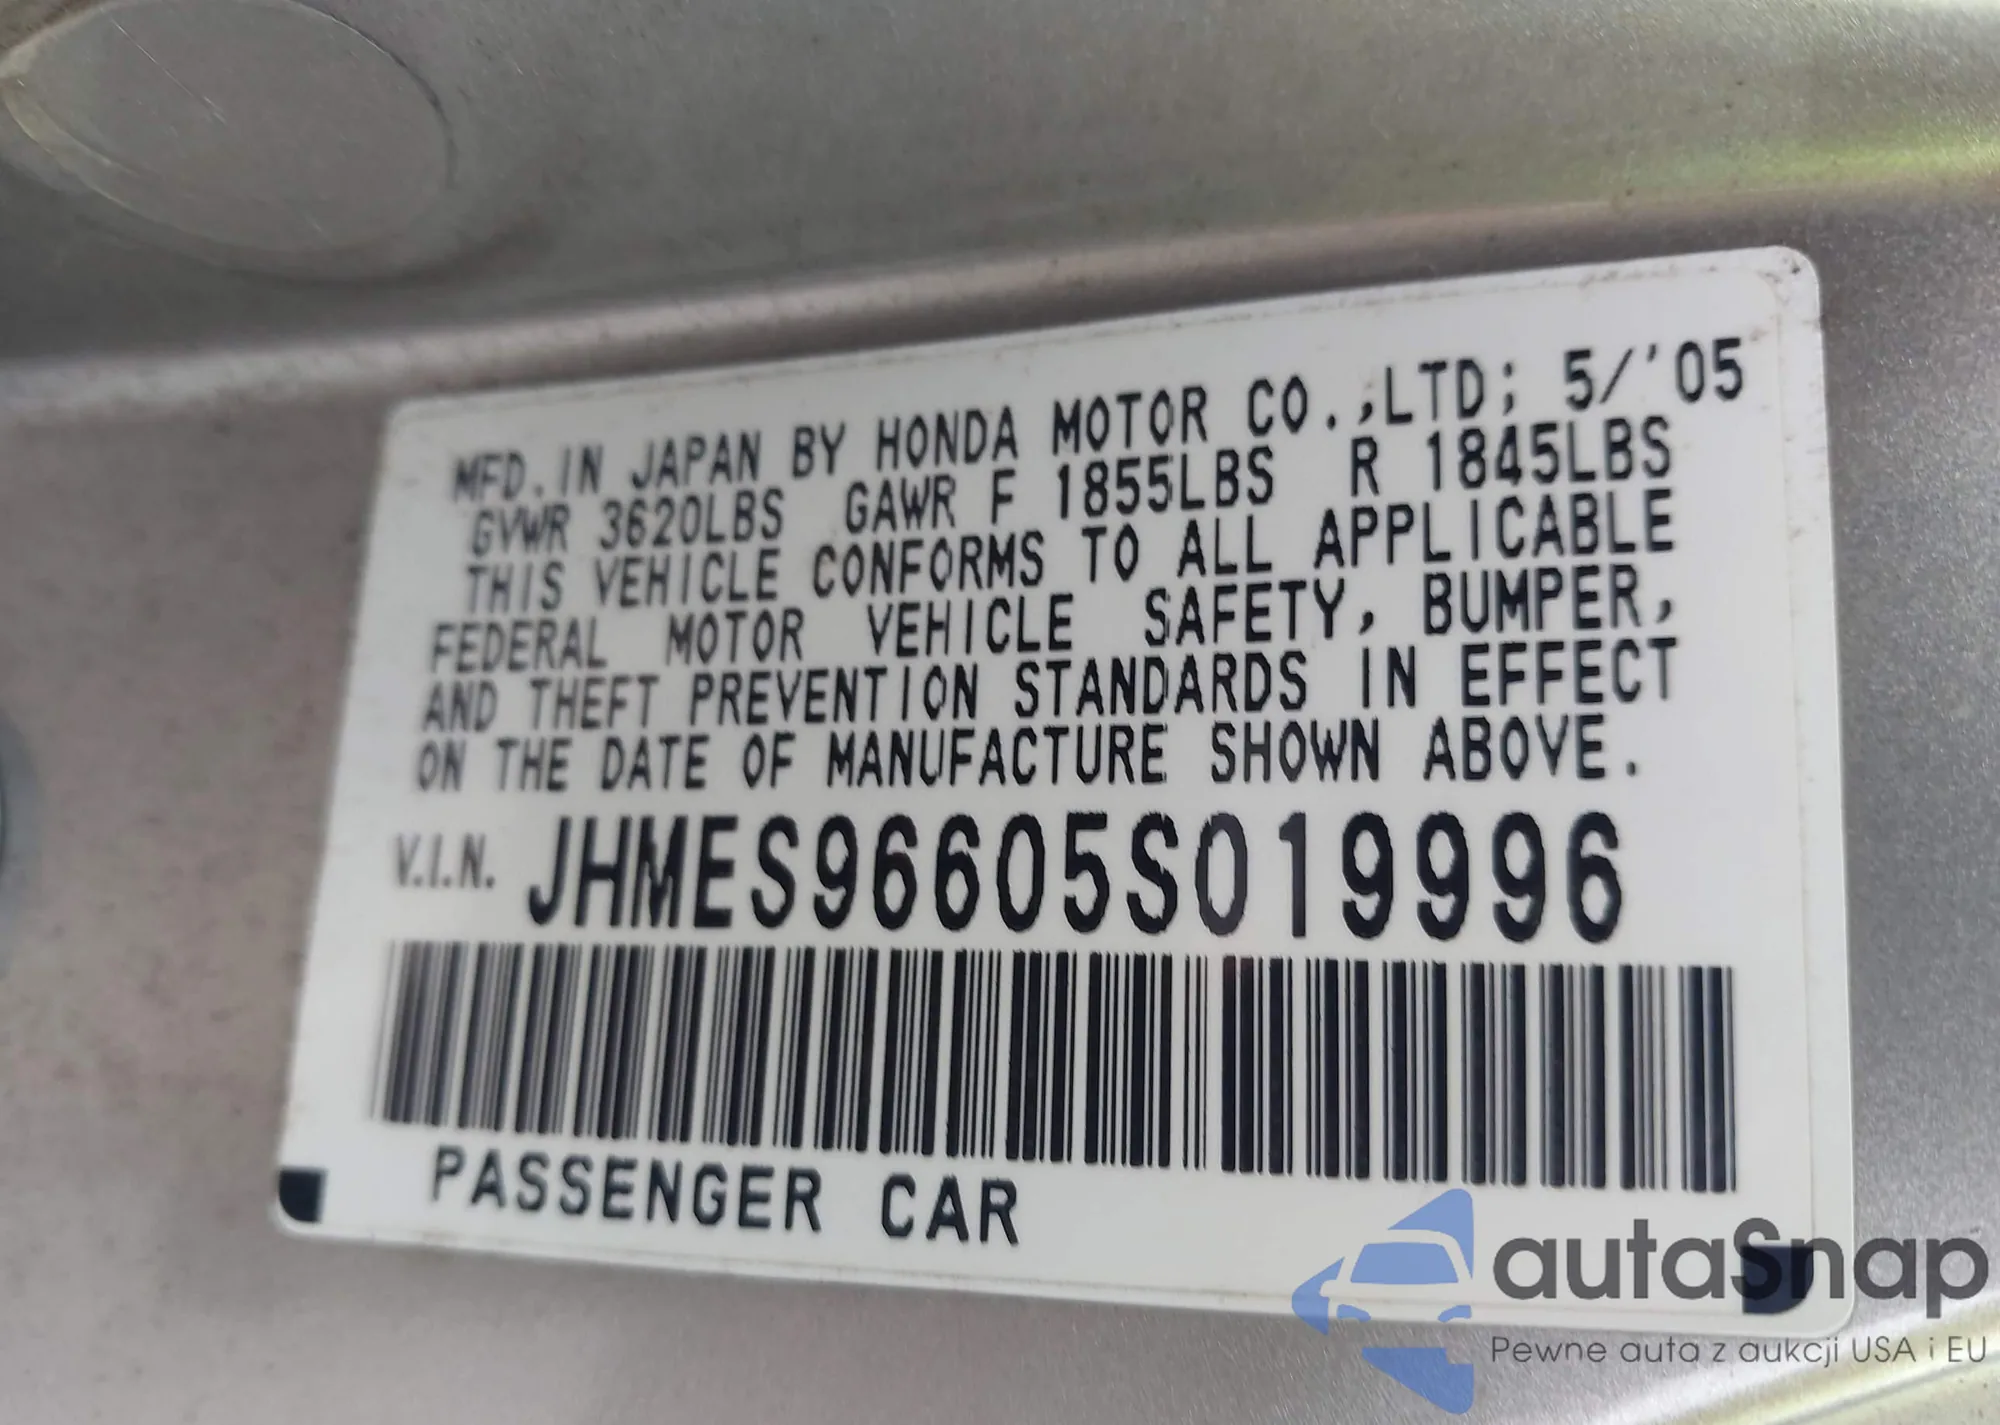 MFD. IN JAPAN BY HONDA MOTOR CO.,LTD; 5/'05
GVWR 3620LBS GAWR F 1855LBS R 1845LBS
THIS VEHICLE CONFORMS TO ALL APPLICABLE
FEDERAL MOTOR VEHICLE SAFETY, BUMPER,
AND THEFT PREVENTION STANDARDS IN EFFECT
ON THE DATE OF MANUFACTURE SHOWN ABOVE.
V.I.N. JHMES96605S019996
PASSENGER CAR
autaSnap
Pewne auta z aukcji USA i EU